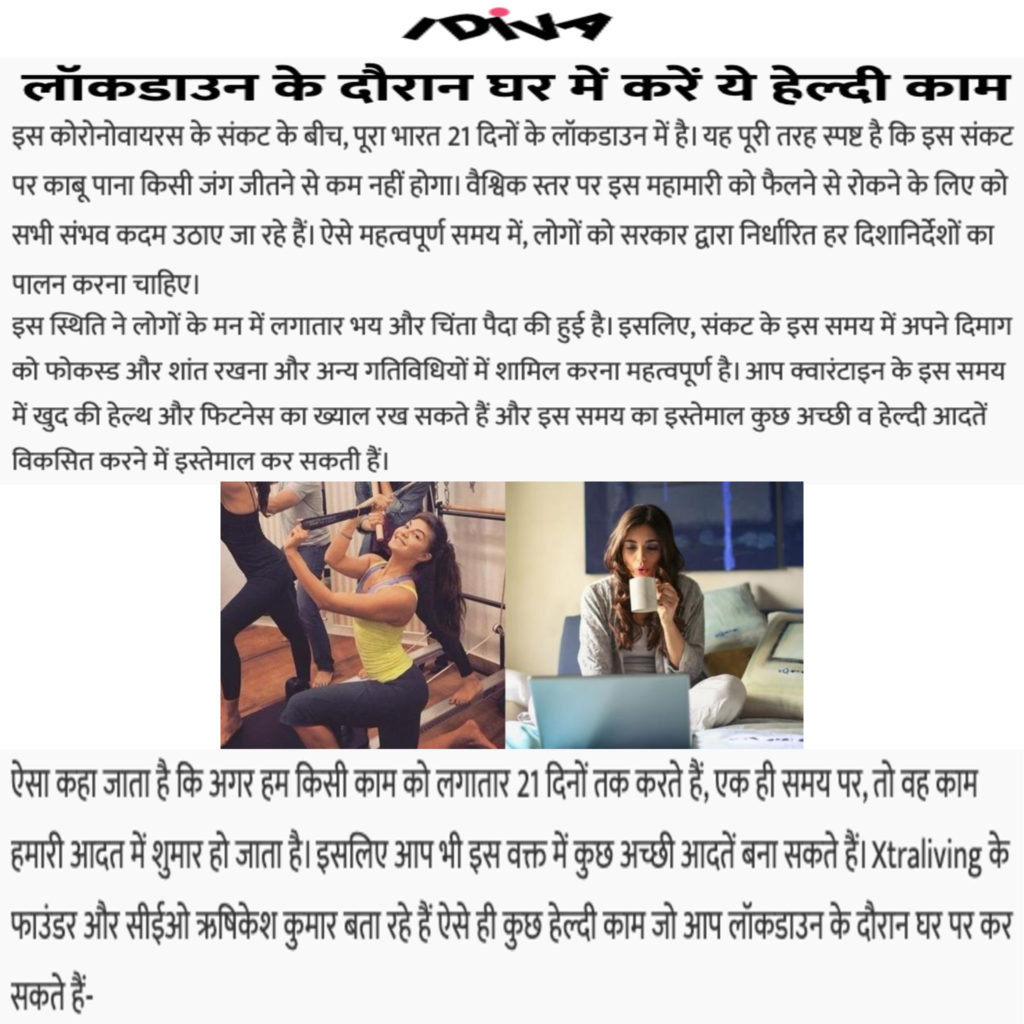 iDiVA
लॉकडाउन के दौरान घर में करें ये हेल्दी काम
इस कोरोनोवायरस के संकट के बीच, पूरा भारत 21 दिनों के लॉकडाउन में है। यह पूरी तरह स्पष्ट है कि इस संकट
पर काबू पाना किसी जंग जीतने से कम नहीं होगा। वैश्विक स्तर पर इस महामारी को फैलने से रोकने के लिए को
सभी संभव कदम उठाए जा रहे हैं। ऐसे महत्वपूर्ण समय में, लोगों को सरकार द्वारा निर्धारित हर दिशानिर्देशों का
पालन करना चाहिए।
इस स्थिति ने लोगों के मन में लगातार भय और चिंता पैदा की हुई है। इसलिए, संकट के इस समय में अपने दिमाग
को फोकस्ड और शांत रखना और अन्य गतिविधियों में शामिल करना महत्वपूर्ण है। आप क्वारंटाइन के इस समय
में खुद की हेल्थ और फिटनेस का ख्याल रख सकते हैं और इस समय का इस्तेमाल कुछ अच्छी व हेल्दी आदतें
विकसित करने में इस्तेमाल कर सकती हैं।
ऐसा कहा जाता है कि अगर हम किसी काम को लगातार 21 दिनों तक करते हैं, एक ही समय पर, तो वह काम
हमारी आदत में शुमार हो जाता है। इसलिए आप भी इस वक्त में कुछ अच्छी आदतें बना सकते हैं। Xtraliving के
फाउंडर और सीईओ ऋषिकेश कुमार बता रहे हैं ऐसे ही कुछ हेल्दी काम जो आप लॉकडाउन के दौरान घर पर कर
सकते हैं-